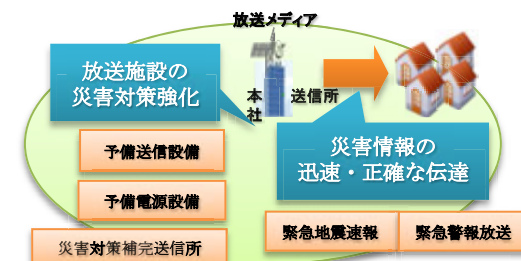 放送メディア
放送施設の
災害対策強化
本社
送信所
災害情報の
迅速・正確な伝達
予備送信設備
予備電源設備
災害対策補完送信所
緊急地震速報
緊急警報放送